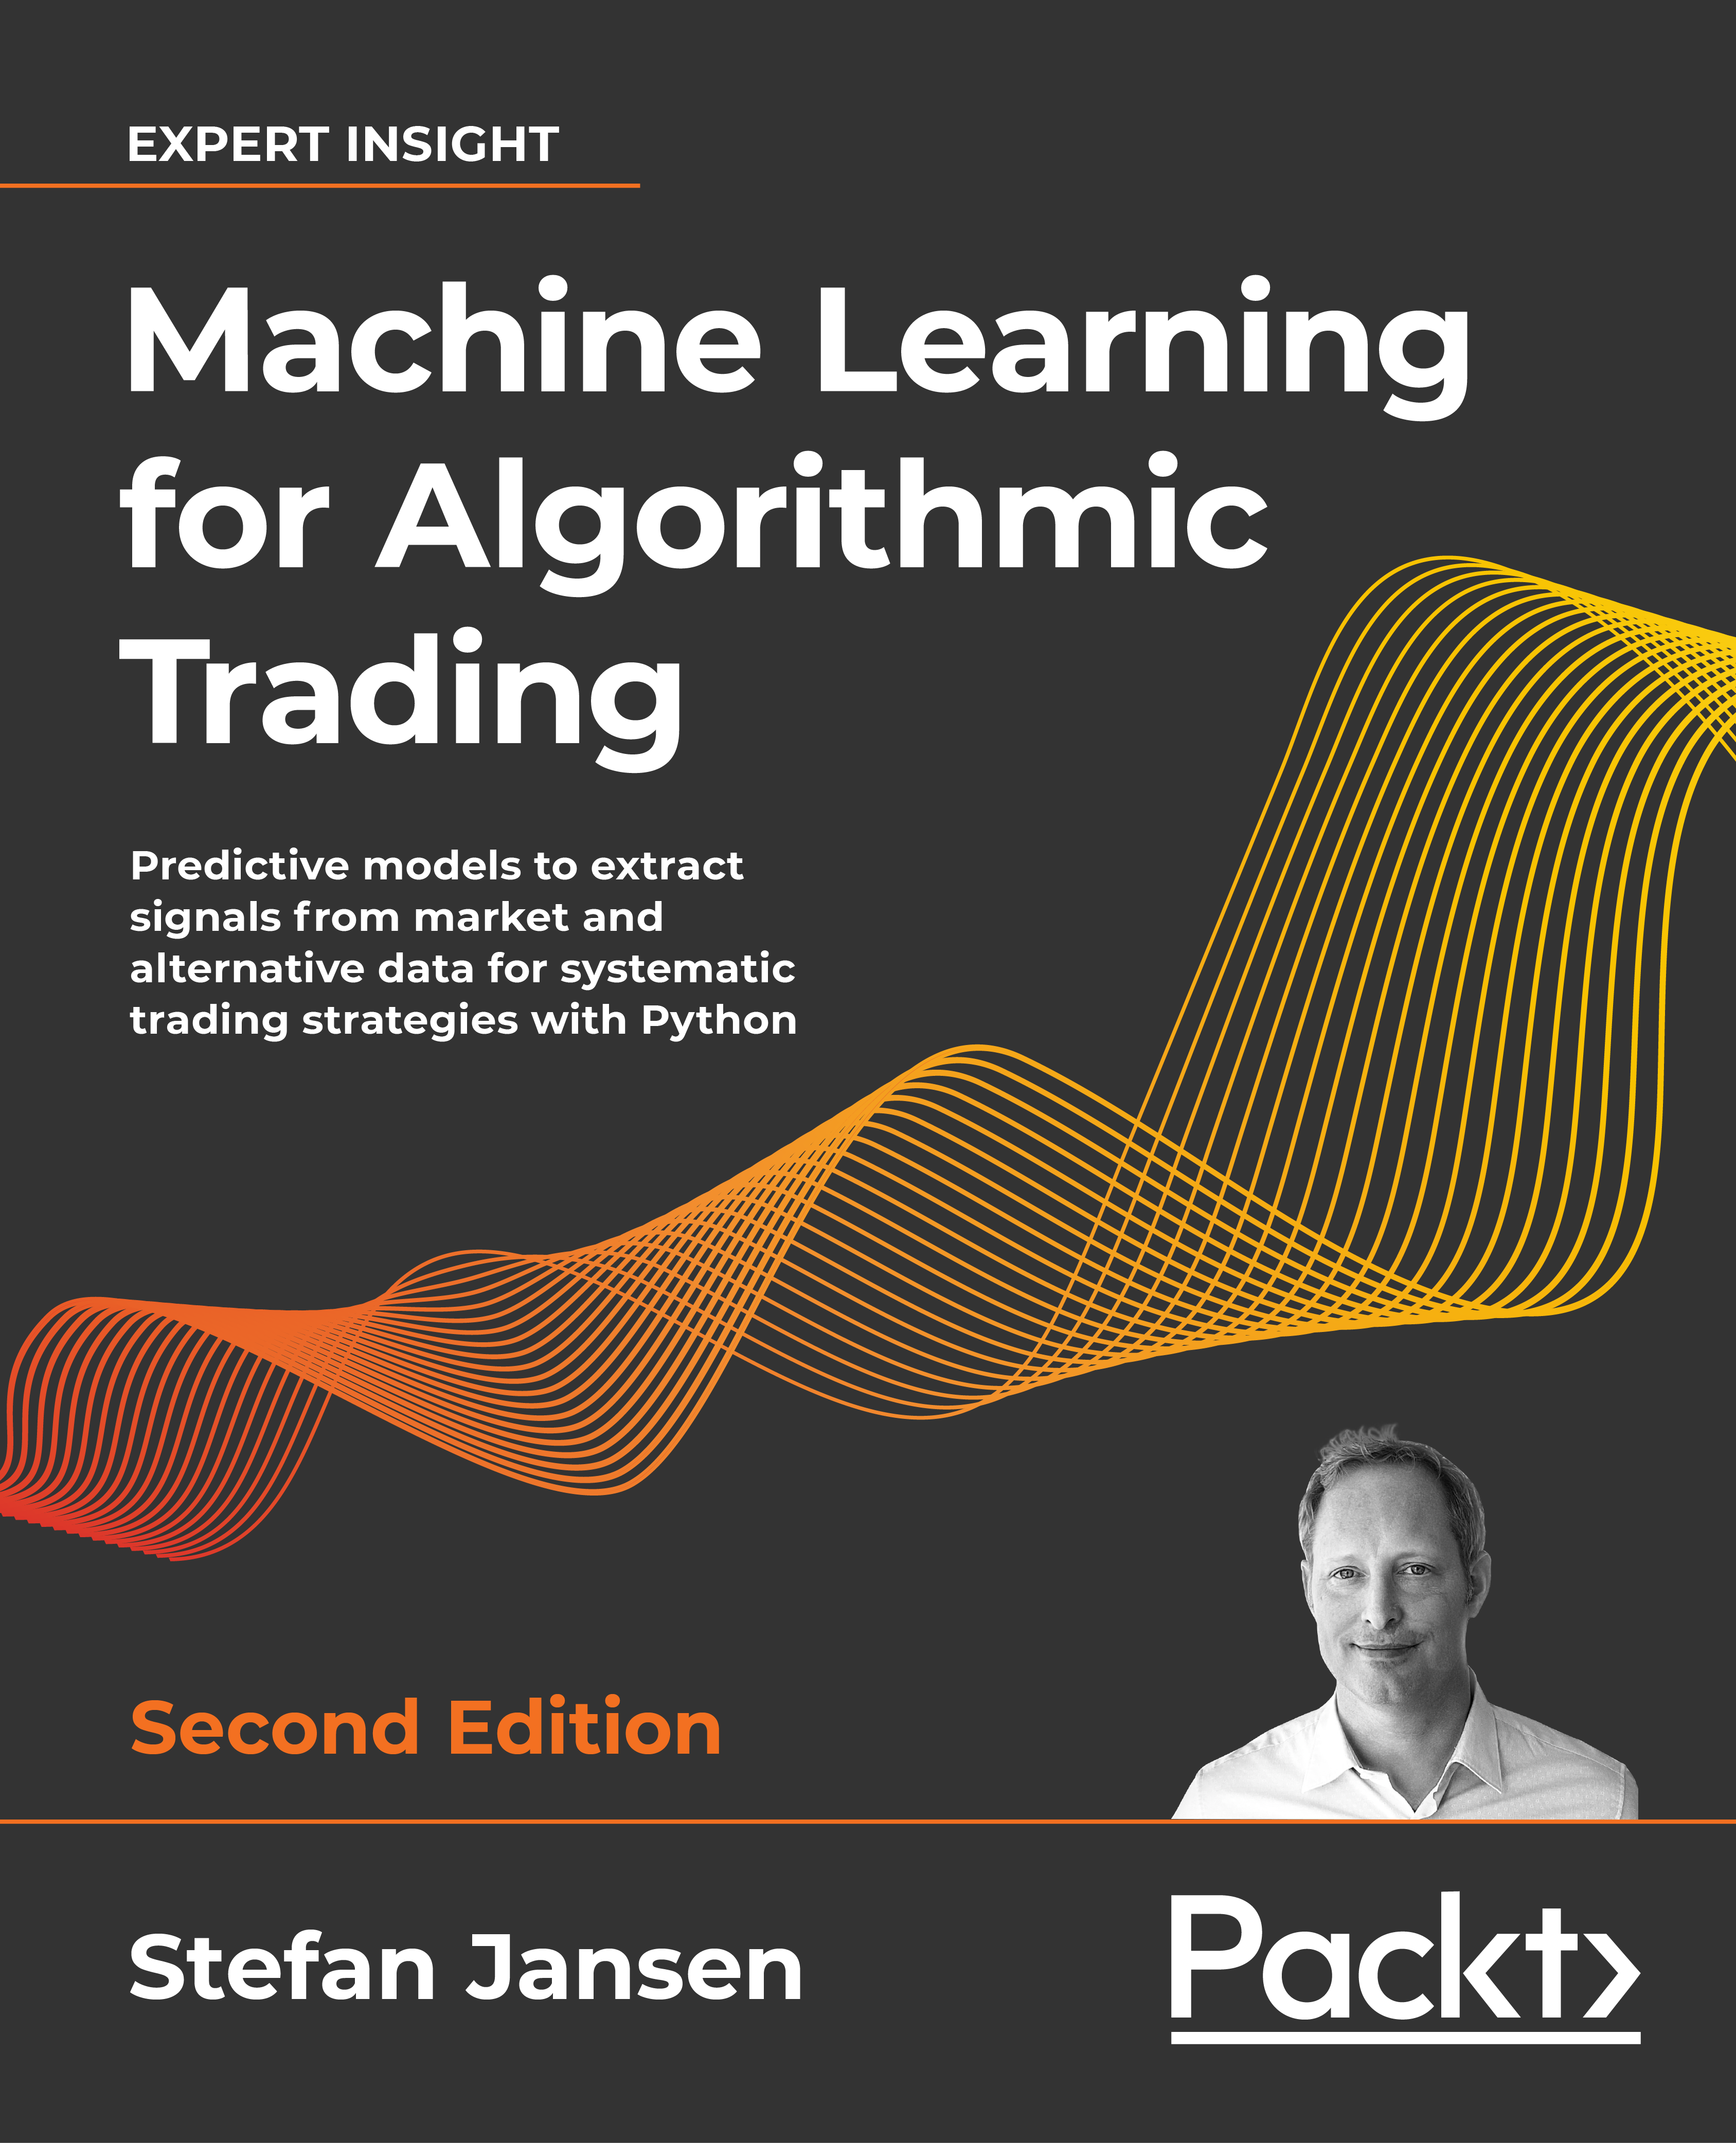 EXPERT INSIGHT
Machine Learning
for Algorithmic
Trading
Predictive models to extract
signals from market and
alternative data for systematic
trading strategies with Python
Second Edition
Stefan Jansen
Packt